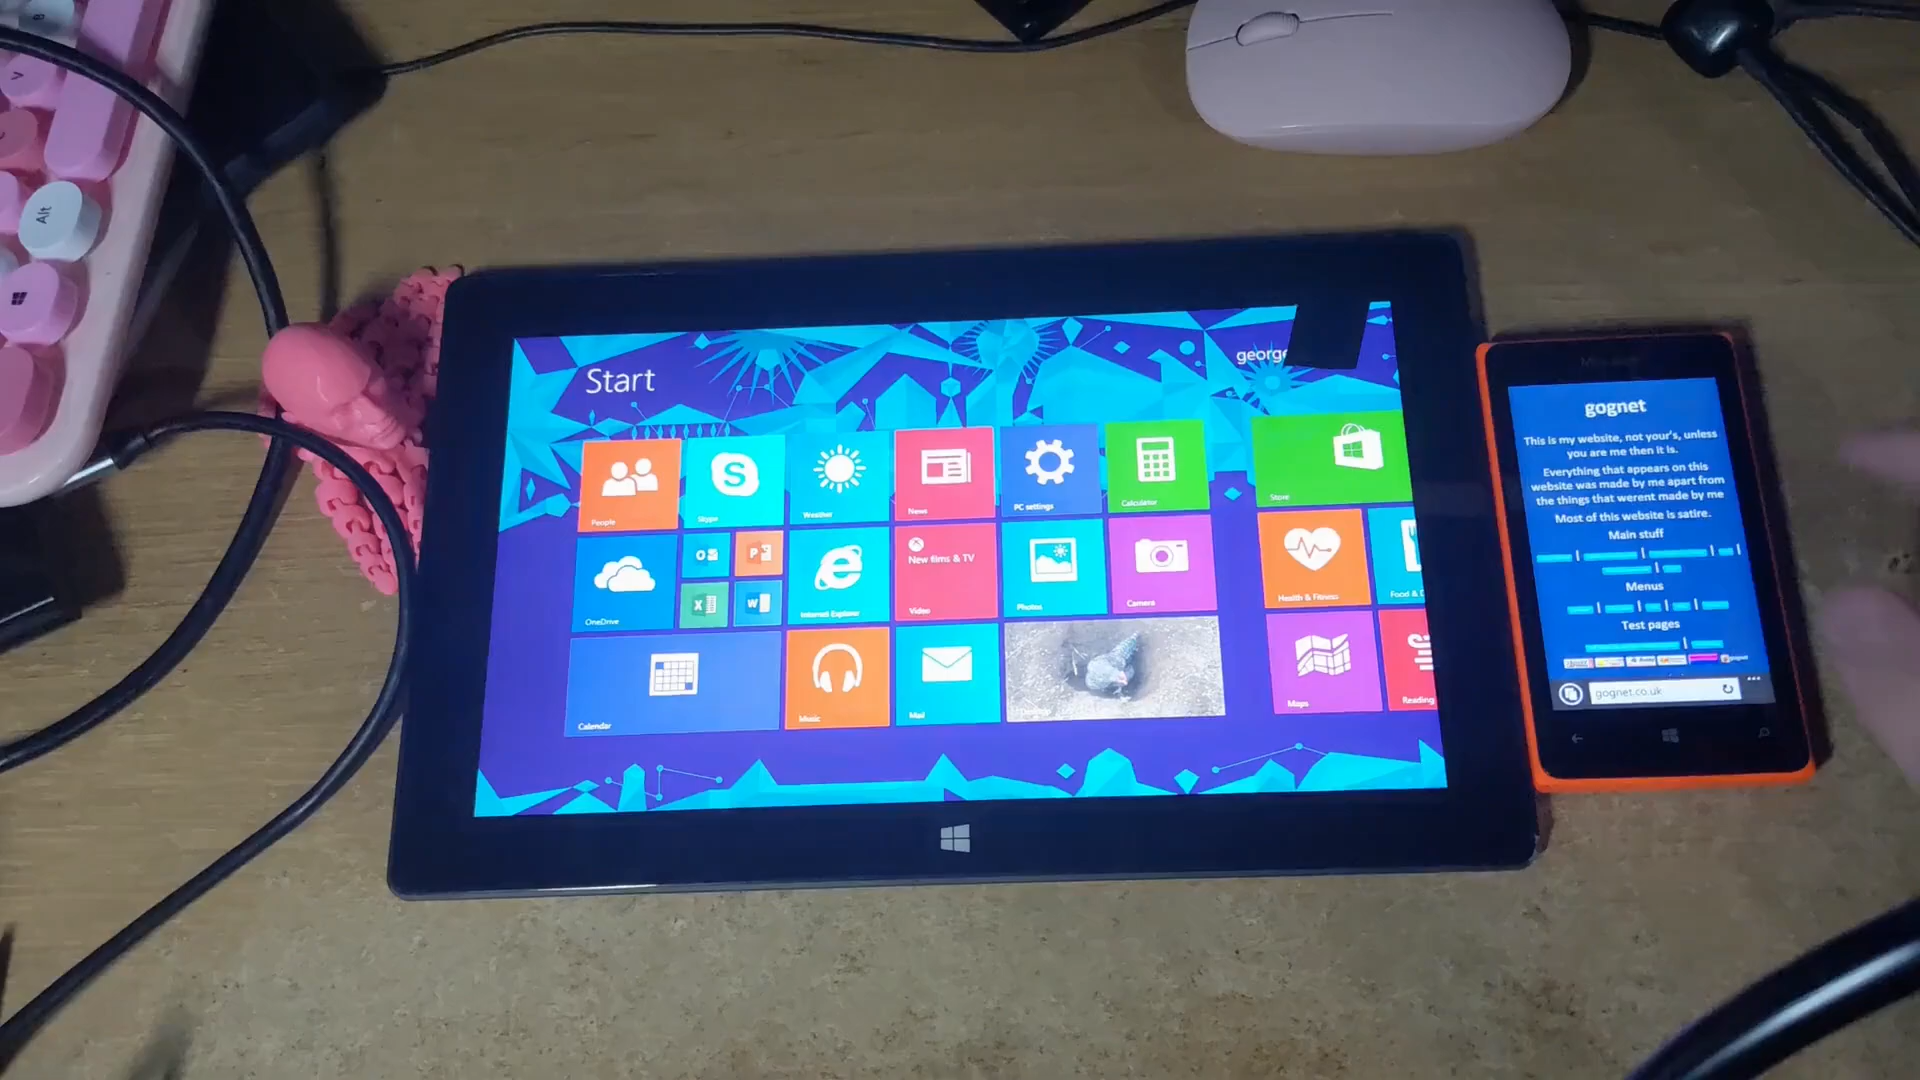 Alt
Start
george
People
Skype
Weather
News
PC settings
Calculator
Store
OneDrive
Internet Explorer
New films & TV
Video
Photos
Camera
Health & Fitness
Food &
Calendar
Music
Mail
Maps
Reading
Microsoft
gognet
This is my website, not your's, unless
you are me then it is.
Everything that appears on this
website was made by me apart from
the things that werent made by me
Most of this website is satire.
Main stuff
Menus
Test pages
gognet.co.uk